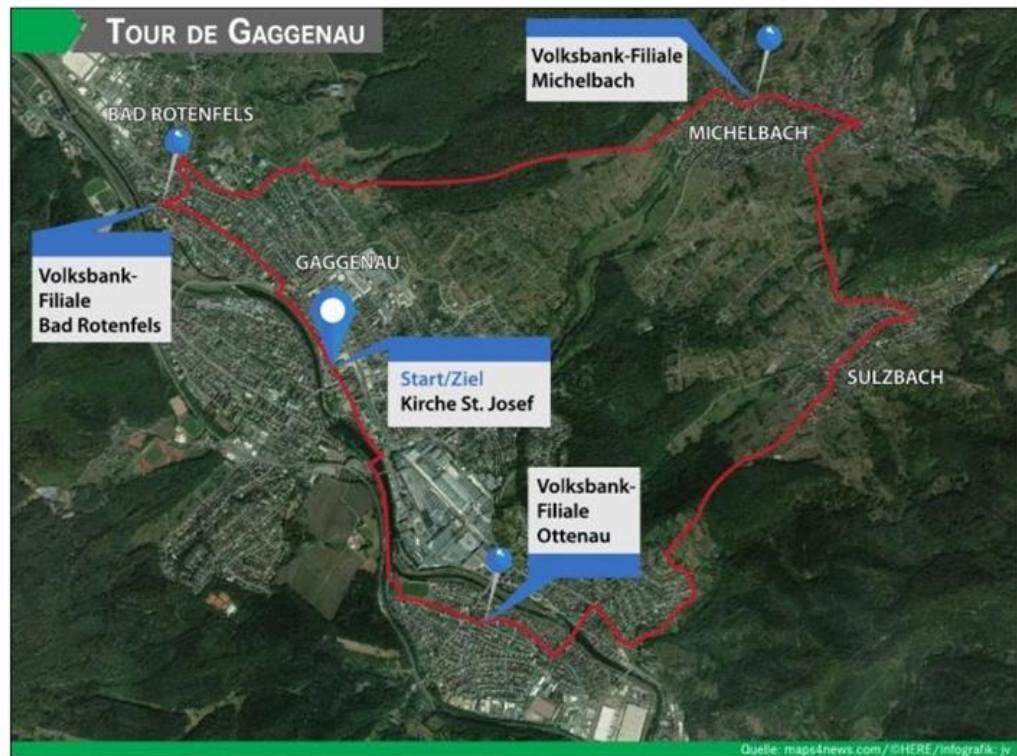 TOUR DE GAGGENAU
Volksbank-Filiale
Michelbach
BAD ROTENFELS
MICHELBACH
Volksbank-
Filiale
Bad Rotenfels
GAGGENAU
Start/Ziel
Kirche St. Josef
SULZBACH
Volksbank-
Filiale
Ottenau
Quelle: maps4news.com/©HERE/Infografik: jv